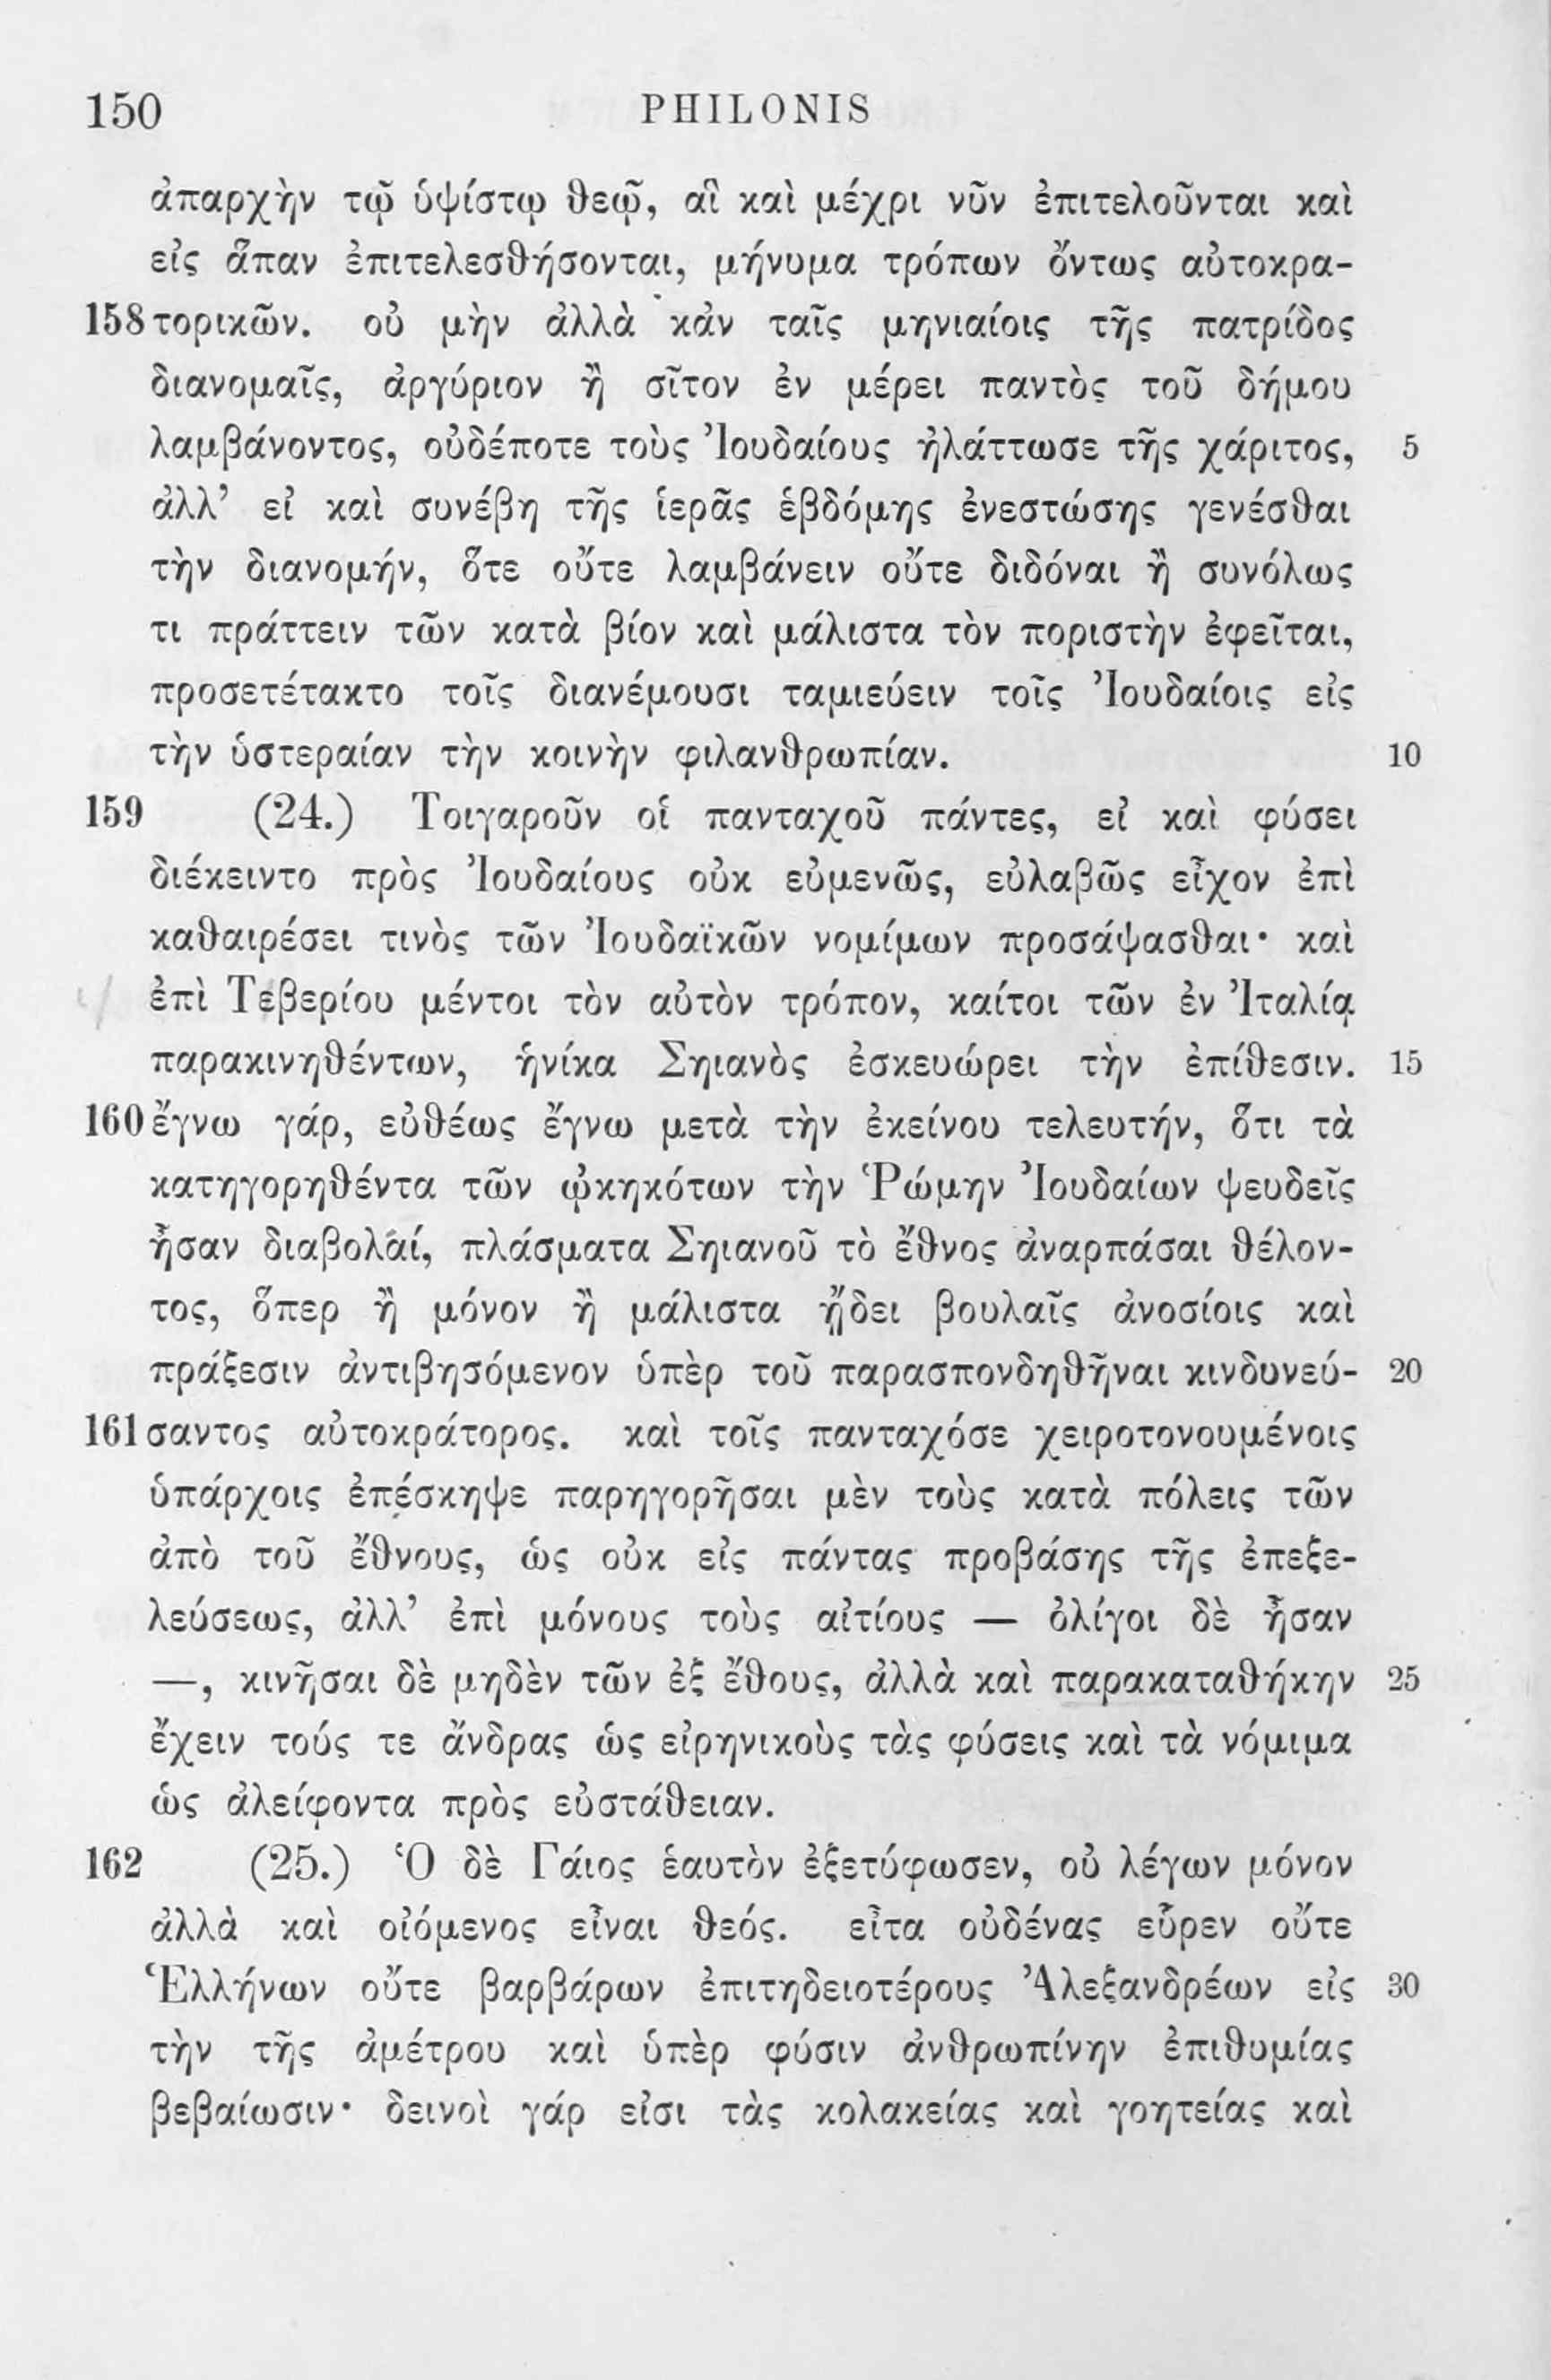 150 PHILONIS
ἀπαρχὴν τῷ ὑψίστῳ θεῷ, αἳ καὶ μέχρι νῦν ἐπιτελοῦνται καὶ
εἰς ἅπαν ἐπιτελεσθήσονται, μήνυμα τρόπων ὄντως αὐτοκρα-
158 τορικῶν. οὐ μὴν ἀλλὰ κἀν ταῖς μηνιαίοις τῆς πατρίδος
διανομαῖς, ἀργύριον ἢ σῖτον ἐν μέρει παντὸς τοῦ δήμου
λαμβάνοντος, οὐδέποτε τοὺς Ἰουδαίους ἠλάττωσε τῆς χάριτος, 5
ἀλλ’ εἰ καὶ συνέβη τῆς ἱερᾶς ἑβδόμης ἐνεστώσης γενέσθαι
τὴν διανομήν, ὅτε οὔτε λαμβάνειν οὔτε διδόναι ἢ συνόλως
τι πράττειν τῶν κατὰ βίον καὶ μάλιστα τὸν ποριστὴν ἐφεῖται,
προσετέτακτο τοῖς διανέμουσι ταμιεύειν τοῖς Ἰουδαίοις εἰς
τὴν ὑστεραίαν τὴν κοινὴν φιλανθρωπίαν. 10
159 (24.) Τοιγαροῦν οἱ πανταχοῦ πάντες, εἰ καὶ φύσει
διέκειντο πρὸς Ἰουδαίους οὐκ εὐμενῶς, εὐλαβῶς εἶχον ἐπὶ
καθαιρέσει τινὸς τῶν Ἰουδαϊκῶν νομίμων προσάψασθαι· καὶ
ἐπὶ Τεβερίου μέντοι τὸν αὐτὸν τρόπον, καίτοι τῶν ἐν Ἰταλίᾳ
παρακινηθέντων, ἡνίκα Σηιανὸς ἐσκευώρει τὴν ἐπίθεσιν. 15
160 ἔγνω γάρ, εὐθέως ἔγνω μετὰ τὴν ἐκείνου τελευτήν, ὅτι τὰ
κατηγορηθέντα τῶν ᾠκηκότων τὴν Ῥώμην Ἰουδαίων ψευδεῖς
ἦσαν διαβολαί, πλάσματα Σηιανοῦ τὸ ἔθνος ἀναρπάσαι θέλον-
τος, ὅπερ ἢ μόνον ἢ μάλιστα ᾔδει βουλαῖς ἀνοσίοις καὶ
πράξεσιν ἀντιβησόμενον ὑπὲρ τοῦ παρασπονδηθῆναι κινδυνεύ- 20
161 σαντος αὐτοκράτορος. καὶ τοῖς πανταχόσε χειροτονουμένοις
ὑπάρχοις ἐπέσκηψε παρηγορῆσαι μὲν τοὺς κατὰ πόλεις τῶν
ἀπὸ τοῦ ἔθνους, ὡς οὐκ εἰς πάντας προβάσης τῆς ἐπεξε-
λεύσεως, ἀλλ’ ἐπὶ μόνους τοὺς αἰτίους — ὀλίγοι δὲ ἦσαν
—, κινῆσαι δὲ μηδὲν τῶν ἐξ ἔθους, ἀλλὰ καὶ παρακαταθήκην 25
ἔχειν τούς τε ἄνδρας ὡς εἰρηνικοὺς τὰς φύσεις καὶ τὰ νόμιμα
ὡς ἀλείφοντα πρὸς εὐστάθειαν.
162 (25.) Ὁ δὲ Γάιος ἑαυτὸν ἐξετύφωσεν, οὐ λέγων μόνον
ἀλλὰ καὶ οἰόμενος εἶναι θεός. εἶτα οὐδένας εὗρεν οὔτε
Ἑλλήνων οὔτε βαρβάρων ἐπιτηδειοτέρους Ἀλεξανδρέων εἰς 30
τὴν τῆς ἀμέτρου καὶ ὑπὲρ φύσιν ἀνθρωπίνην ἐπιθυμίας
βεβαίωσιν· δεινοὶ γάρ εἰσι τὰς κολακείας καὶ γοητείας καὶ